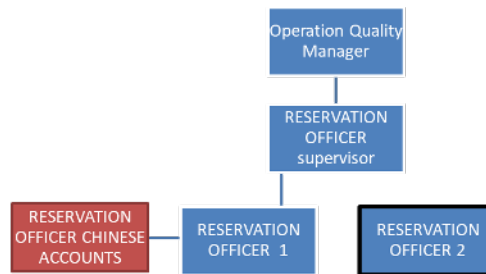 Operation Quality
Manager
RESERVATION
OFFICER
supervisor
RESERVATION
OFFICER CHINESE
ACCOUNTS
RESERVATION
OFFICER 1
RESERVATION
OFFICER 2